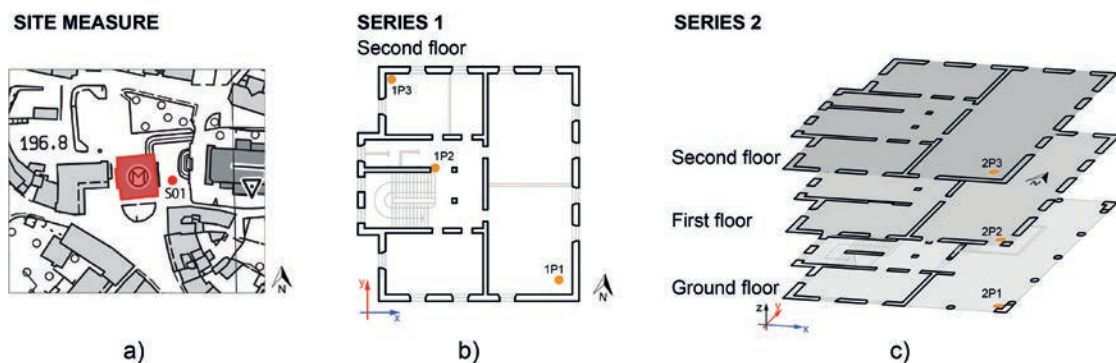 SITE MEASURE
196.8
M
S01
N
a)
SERIES 1
Second floor
1P3
1P2
1P1
y
x
N
b)
SERIES 2
Second floor
2P3
N
First floor
2P2
Ground floor
2P1
z
y
x
c)